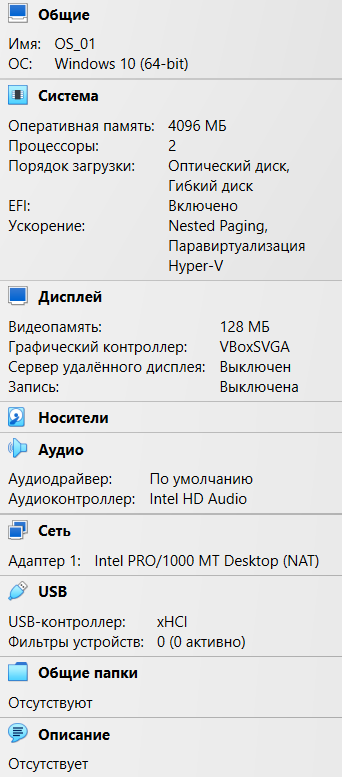 Общие
Имя: OS_01
ОС: Windows 10 (64-bit)
Система
Оперативная память: 4096 МБ
Процессоры: 2
Порядок загрузки: Оптический диск,
Гибкий диск
EFI: Включено
Ускорение: Nested Paging,
Паравиртуализация
Hyper-V
Дисплей
Видеопамять: 128 МБ
Графический контроллер: VBoxSVGA
Сервер удалённого дисплея: Выключен
Запись: Выключена
Носители
Аудио
Аудиодрайвер: По умолчанию
Аудиоконтроллер: Intel HD Audio
Сеть
Адаптер 1: Intel PRO/1000 MT Desktop (NAT)
USB
USB-контроллер: xHCI
Фильтры устройств: 0 (0 активно)
Общие папки
Отсутствуют
Описание
Отсутствует